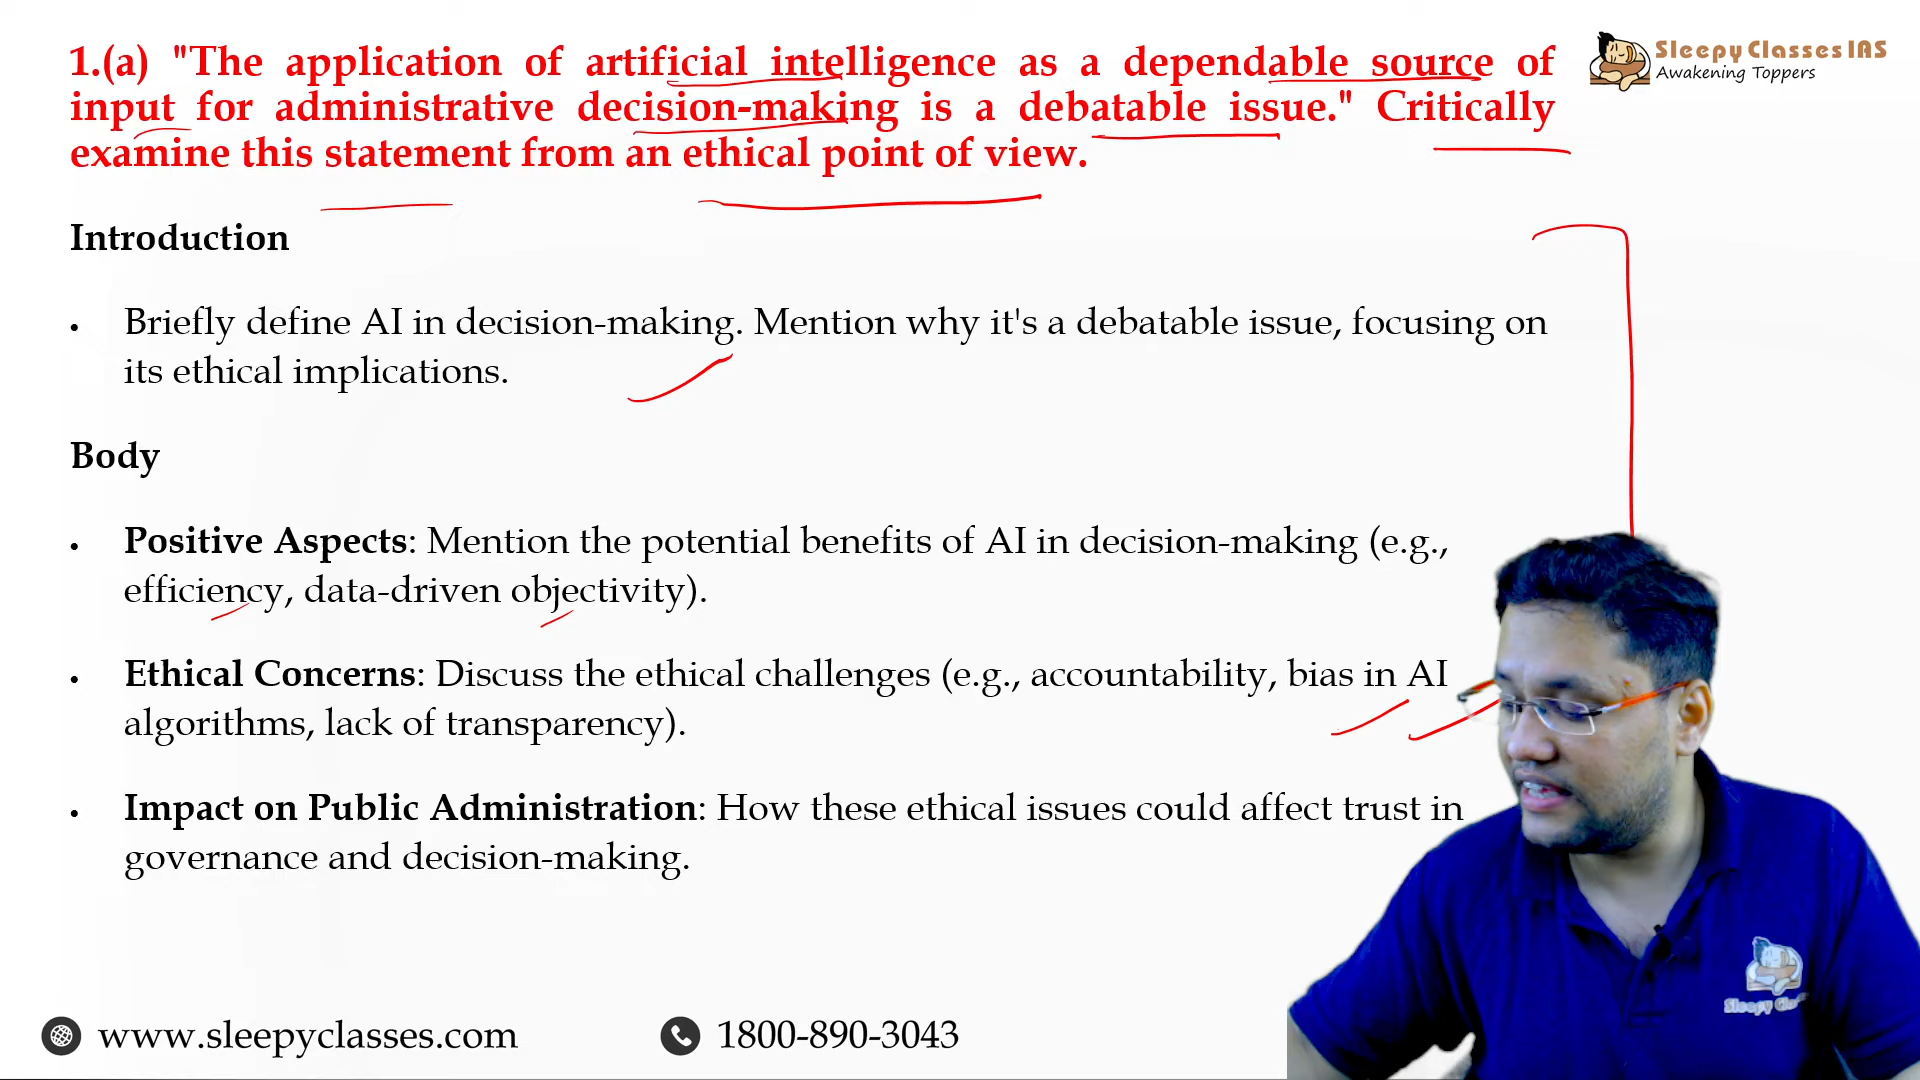 1.(a) "The application of artificial intelligence as a dependable source of
input for administrative decision-making is a debatable issue." Critically
examine this statement from an ethical point of view.
Sleepy Classes IAS
Awakening Toppers
Introduction
• Briefly define AI in decision-making. Mention why it's a debatable issue, focusing on
its ethical implications.
Body
• Positive Aspects: Mention the potential benefits of AI in decision-making (e.g.,
efficiency, data-driven objectivity).
• Ethical Concerns: Discuss the ethical challenges (e.g., accountability, bias in AI
algorithms, lack of transparency).
• Impact on Public Administration: How these ethical issues could affect trust in
governance and decision-making.
Sleepy
www.sleepyclasses.com
1800-890-3043